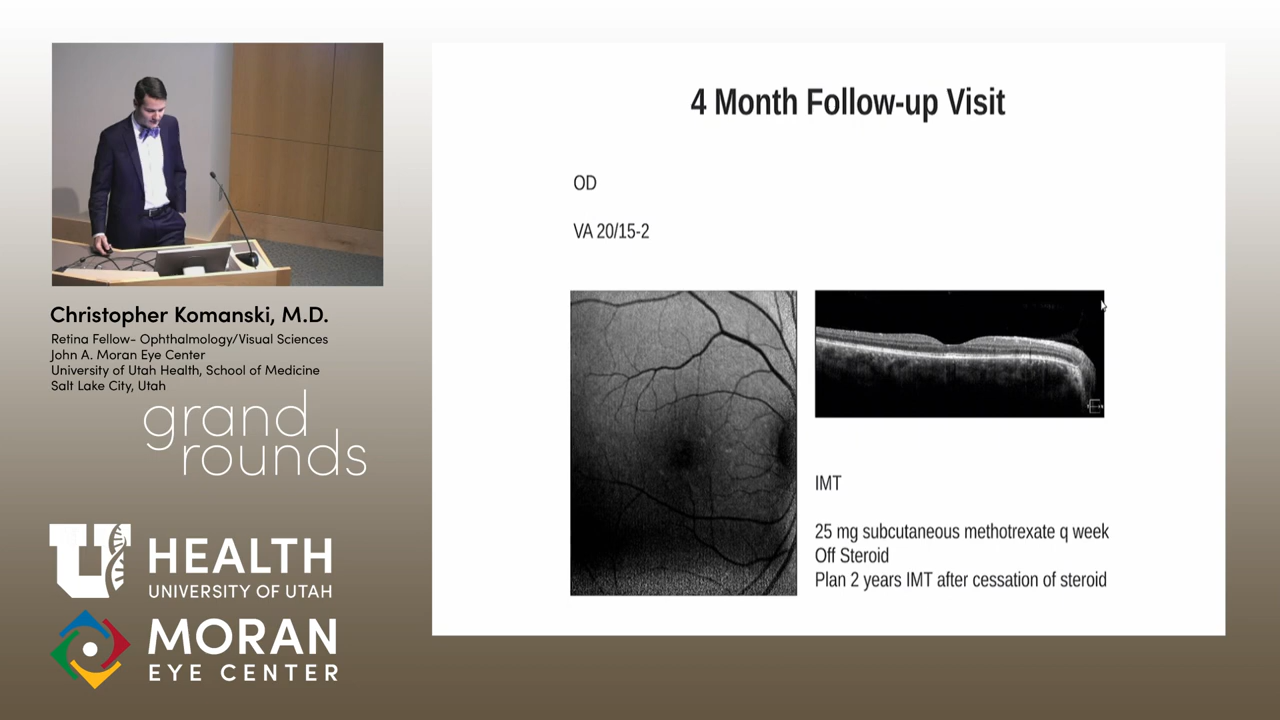 4 Month Follow-up Visit
OD
VA 20/15-2
IMT
25 mg subcutaneous methotrexate q week
Off Steroid
Plan 2 years IMT after cessation of steroid
Christopher Komanski, M.D.
Retina Fellow- Ophthalmology/Visual Sciences
John A. Moran Eye Center
University of Utah Health, School of Medicine
Salt Lake City, Utah
grand
rounds
U HEALTH
UNIVERSITY OF UTAH
MORAN
EYE CENTER